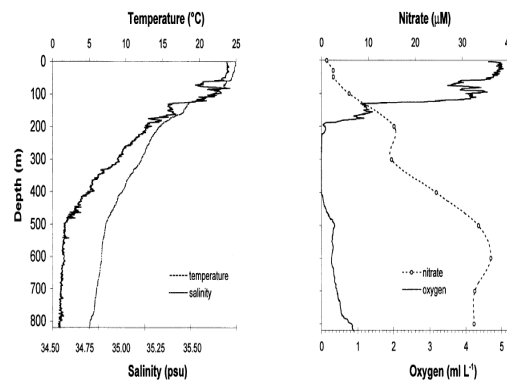 Temperature (°C)
0 5 10 15 20 25
0
100
200
300
400
500
600
700
800
Depth (m)
temperature
salinity
34.50 34.75 35.00 35.25 35.50
Salinity (psu)
Nitrate (µM)
0 10 20 30 40
nitrate
oxygen
0 1 2 3 4 5
Oxygen (ml L⁻¹)